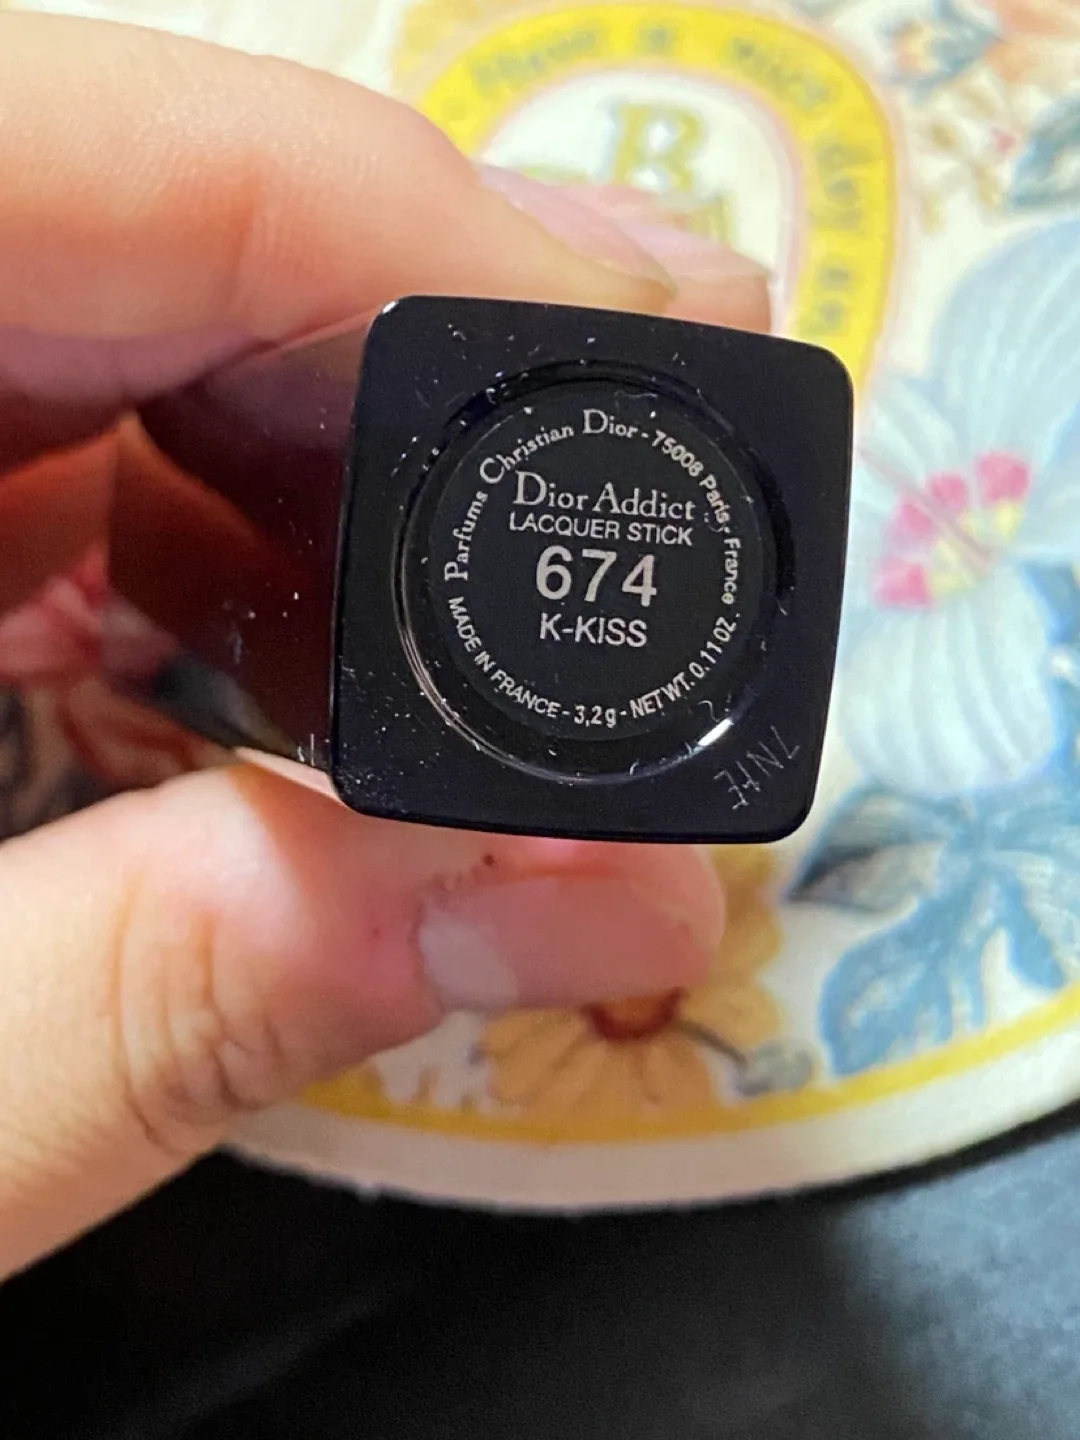 Parfums Christian Dior - 75008 Paris - France
Dior Addict
LACQUER STICK
674
K-KISS
MADE IN FRANCE - 3,2g - NET WT. 0.11 OZ.
B